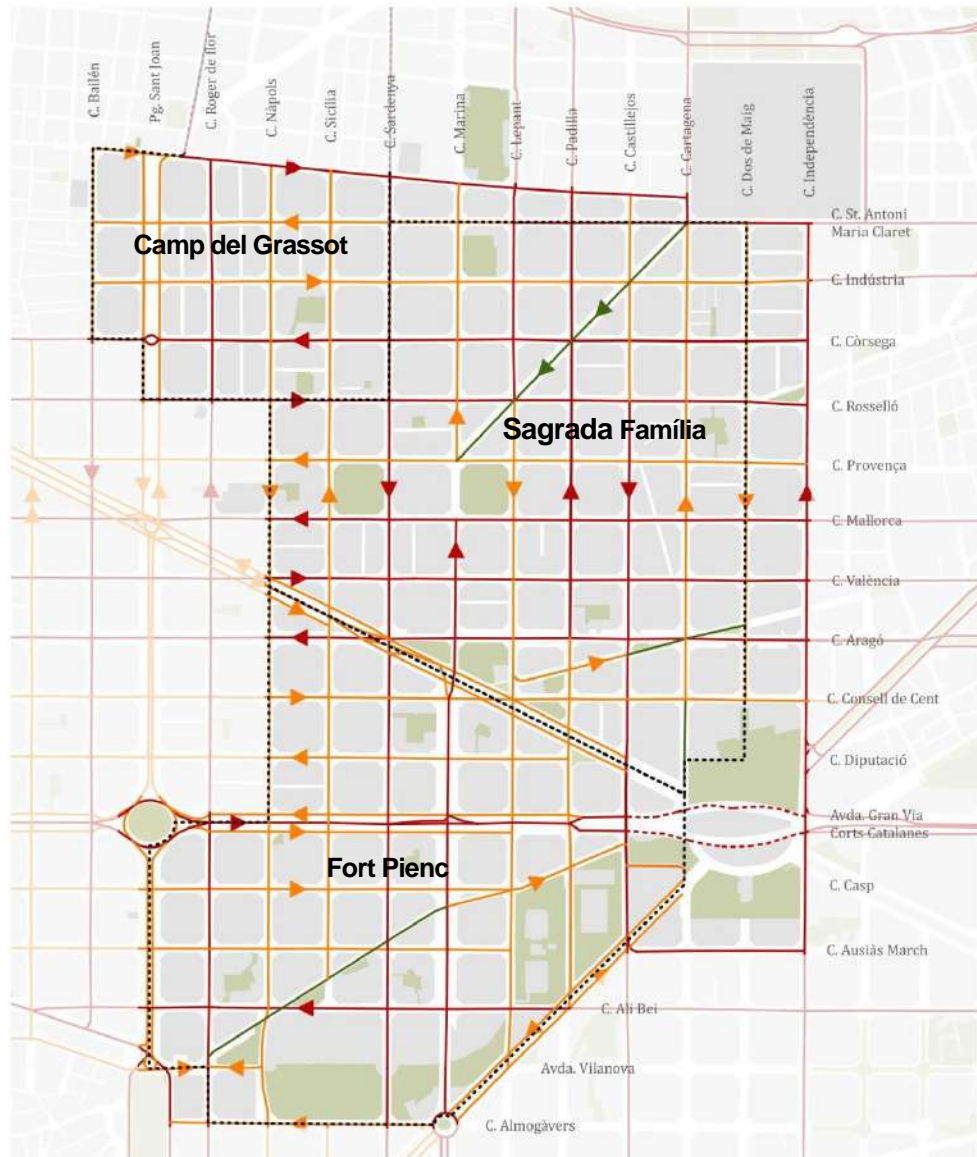 C. Bailén
Pg. Sant Joan
C. Roger de flor
C. Nàpols
C. Sicília
C. Sardenya
C. Marina
C. Lepant
C. Padilla
C. Castillejos
C. Cartagena
C. Dos de Maig
C. Independència
C. St. Antoni
Maria Claret
Camp del Grassot
C. Indústria
C. Còrsega
C. Rosselló
Sagrada Família
C. Provença
C. Mallorca
C. València
C. Aragó
C. Consell de Cent
C. Diputació
Avda. Gran Via
Corts Catalanes
Fort Pienc
C. Casp
C. Ausiàs March
C. Alí Bei
Avda. Vilanova
C. Almogàvers